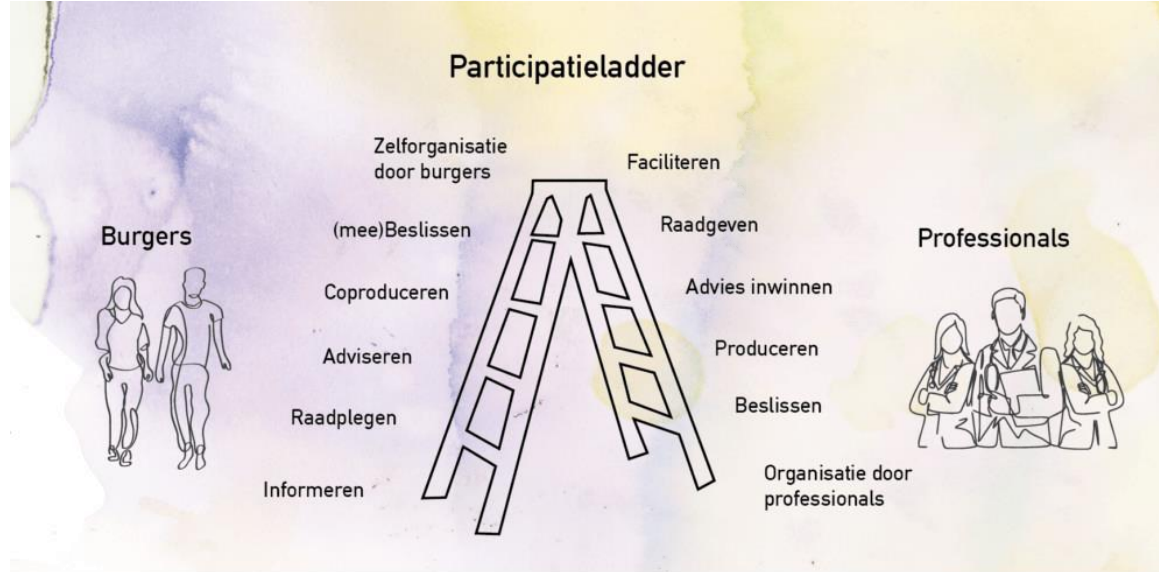 Participatieladder
Burgers
Zelforganisatie
door burgers
(mee)Beslissen
Coproduceren
Adviseren
Raadplegen
Informeren
Faciliteren
Raadgeven
Advies inwinnen
Produceren
Beslissen
Organisatie door
professionals
Professionals